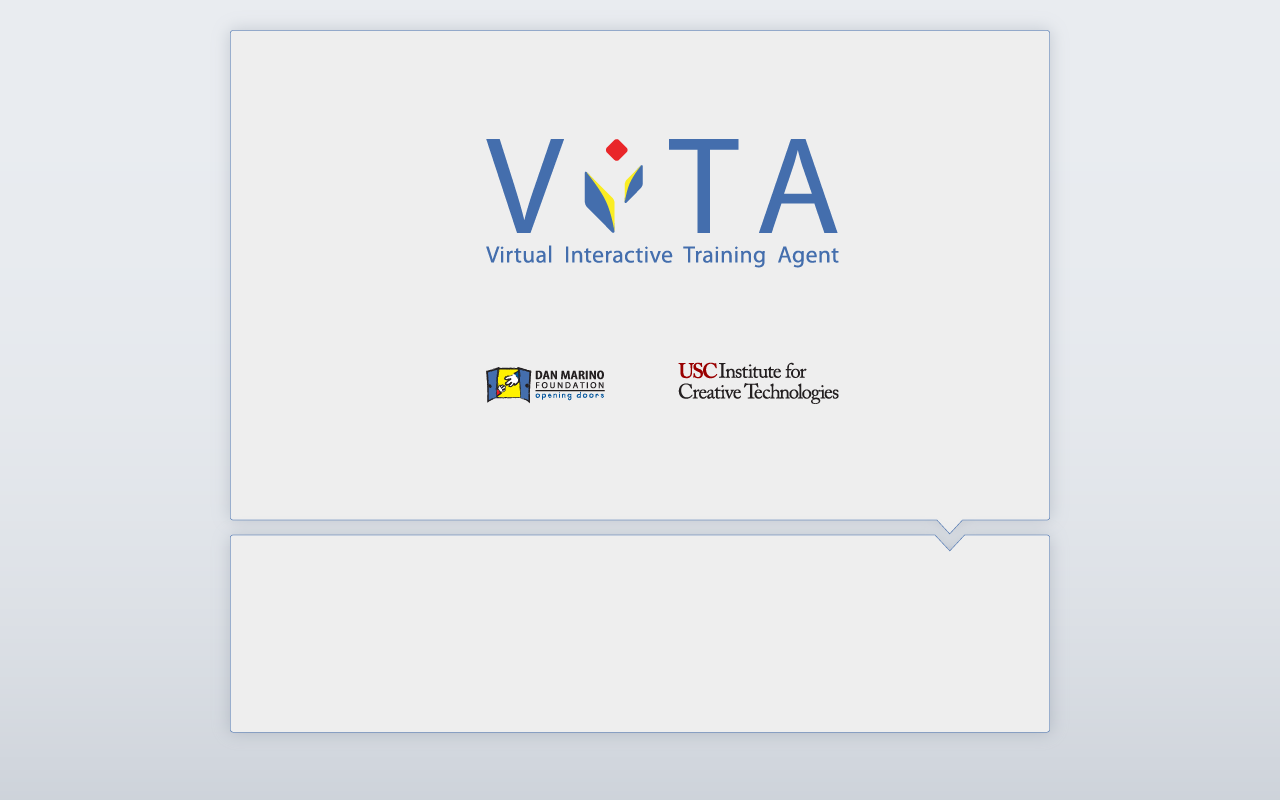 ViTA
Virtual Interactive Training Agent
DAN MARINO
FOUNDATION
opening doors
USC Institute for
Creative Technologies